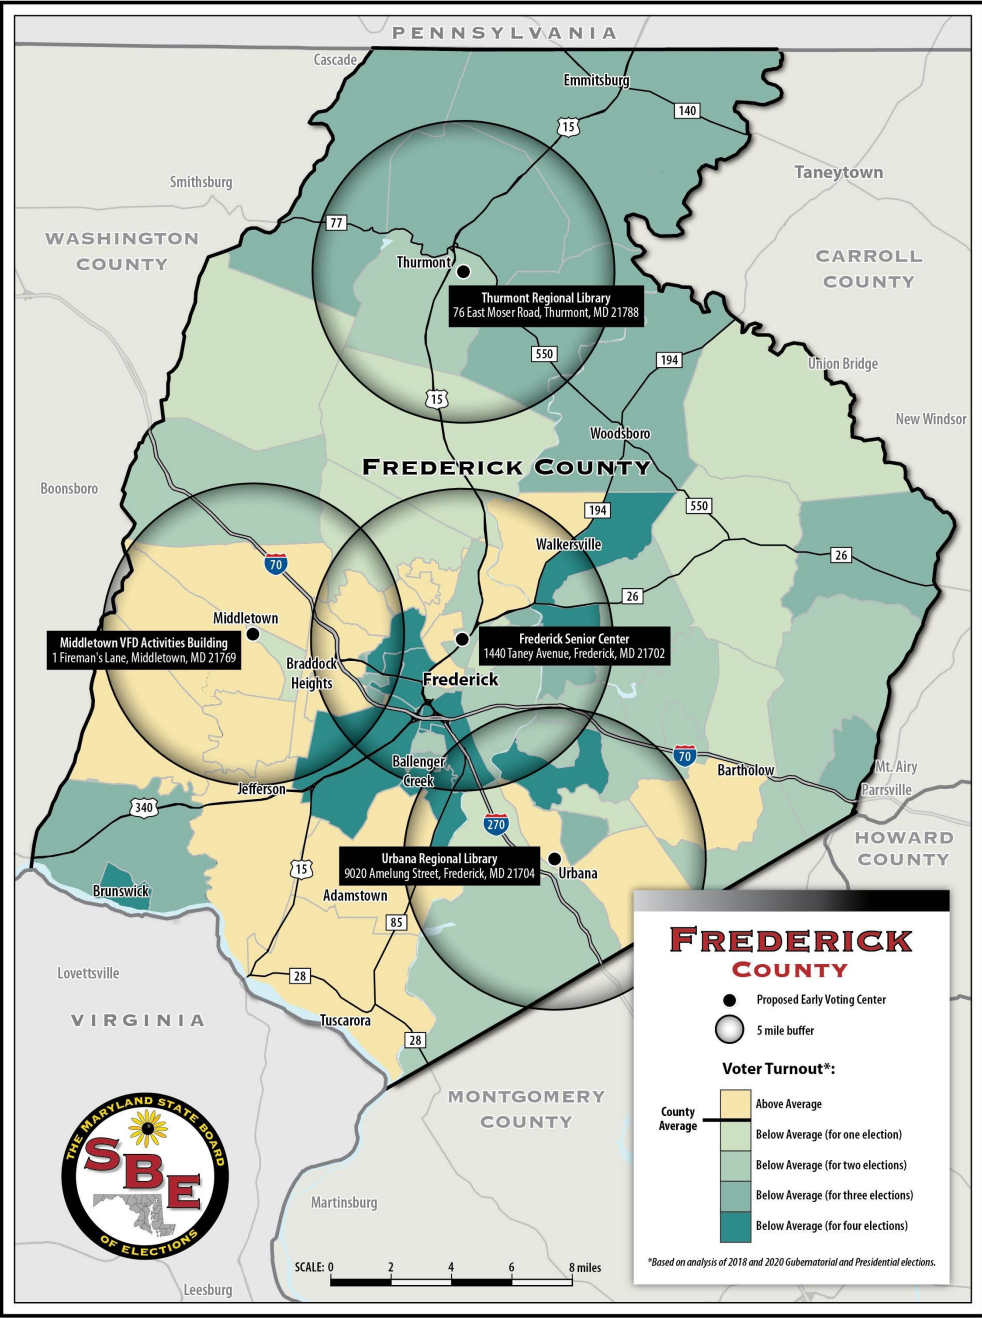 PENNSYLVANIA
Cascade
Emmitsburg
140
15
Smithsburg
Taneytown
77
WASHINGTON
COUNTY
CARROLL
COUNTY
Thurmont
Thurmont Regional Library
76 East Moser Road, Thurmont, MD 21788
550
194
Union Bridge
15
New Windsor
Woodsboro
FREDERICK COUNTY
Boonsboro
194
550
Walkersville
26
70
26
Middletown
Middletown VFD Activities Building
1 Fireman's Lane, Middletown, MD 21769
Frederick Senior Center
1440 Taney Avenue, Frederick, MD 21702
Braddock
Heights
Frederick
70
Ballenger
Creek
Bartholow
Mt. Airy
Parrsville
Jefferson
340
270
HOWARD
COUNTY
Urbana Regional Library
9020 Amelung Street, Frederick, MD 21704
15
Urbana
Brunswick
Adamstown
85
Lovettsville
28
VIRGINIA
Tuscarora
28
MONTGOMERY
COUNTY
Martinsburg
Leesburg
FREDERICK
COUNTY
Proposed Early Voting Center
5 mile buffer
Voter Turnout*:
County
Average
Above Average
Below Average (for one election)
Below Average (for two elections)
Below Average (for three elections)
Below Average (for four elections)
*Based on analysis of 2018 and 2020 Gubernatorial and Presidential elections.
THE MARYLAND STATE BOARD
SBE
OF ELECTIONS
SCALE: 0 2 4 6 8 miles